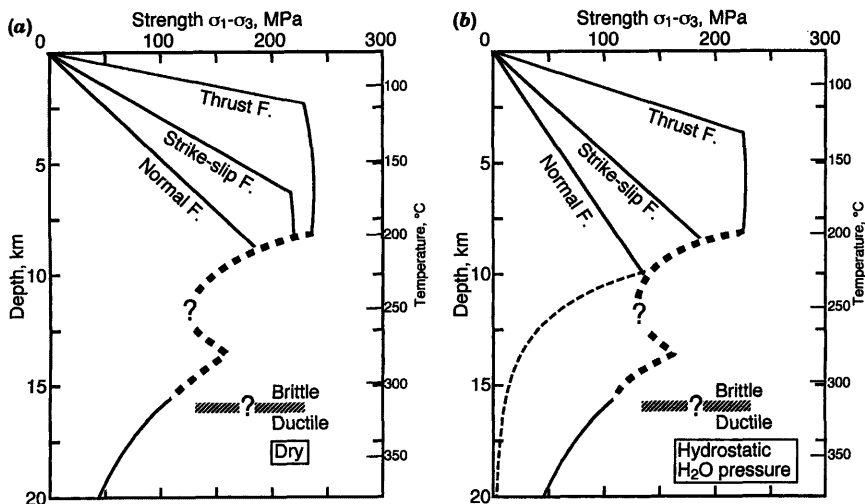 (a)
Strength σ1-σ3, MPa
0 100 200 300
Thrust F.
Strike-slip F.
Normal F.
5
10
15
20
Depth, km
100
150
200
250
300
350
Temperature, °C
?
?
Brittle
Ductile
Dry
(b)
Strength σ1-σ3, MPa
0 100 200 300
Thrust F.
Strike-slip F.
Normal F.
5
10
15
20
Depth, km
100
150
200
250
300
350
Temperature, °C
?
?
Brittle
Ductile
Hydrostatic
H2O pressure